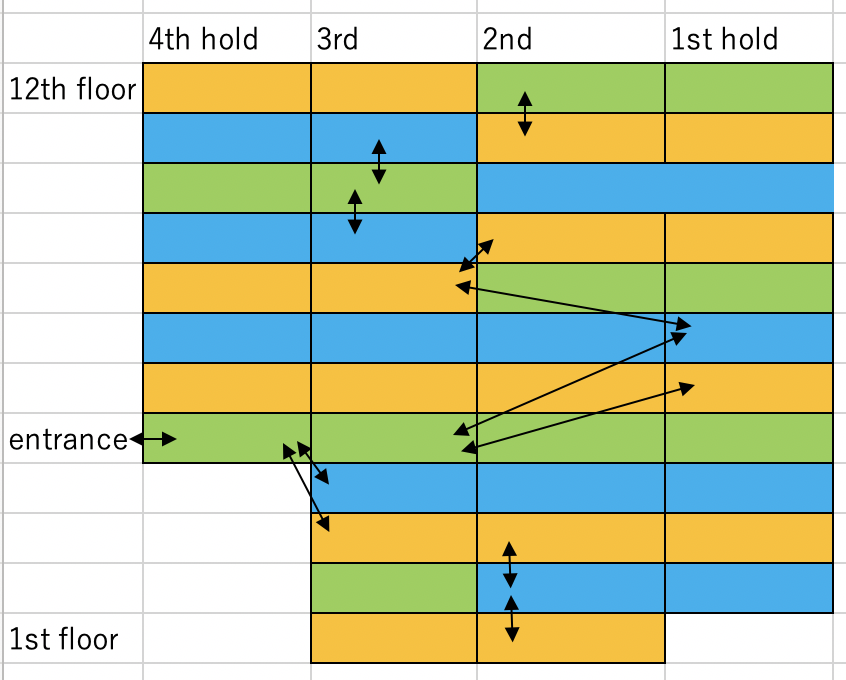 4th hold 3rd 2nd 1st hold
12th floor
entrance
1st floor